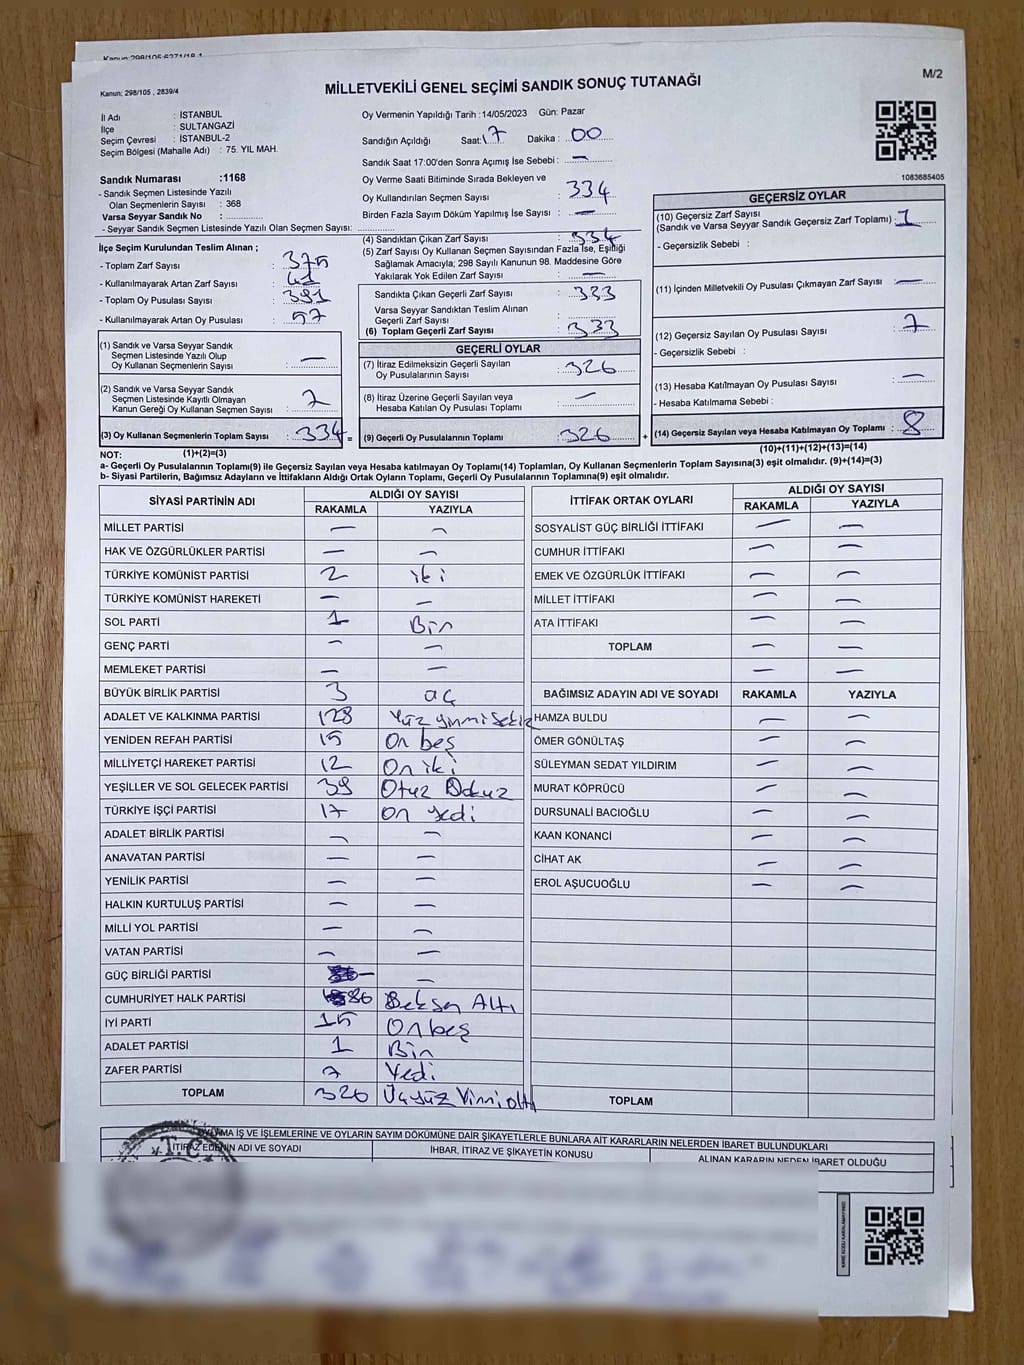 Kanun:298/105-6271/18.1
Kanun; 298/105 , 2839/4
MİLLETVEKİLİ GENEL SEÇİMİ SANDIK SONUÇ TUTANAĞI
M/2
İl Adı : İSTANBUL
İlçe : SULTANGAZİ
Seçim Çevresi : İSTANBUL-2
Seçim Bölgesi (Mahalle Adı) : 75. YIL MAH.
Oy Vermenin Yapıldığı Tarih :14/05/2023 Gün: Pazar
Sandığın Açıldığı Saat:17 Dakika : 00
Sandık Saat 17:00'den Sonra Açımış İse Sebebi : —
1083685405
Sandık Numarası :1168
- Sandık Seçmen Listesinde Yazılı
Olan Seçmenlerin Sayısı : 368
Varsa Seyyar Sandık No :
- Seyyar Sandık Seçmen Listesinde Yazılı Olan Seçmen Sayısı:
Oy Verme Saati Bitiminde Sırada Bekleyen ve
Oy Kullandırılan Seçmen Sayısı : 334
Birden Fazla Sayım Döküm Yapılmış İse Sayısı : —
İlçe Seçim Kurulundan Teslim Alınan ;
- Toplam Zarf Sayısı : 375
- Kullanılmayarak Artan Zarf Sayısı : 41
- Toplam Oy Pusulası Sayısı : 391
- Kullanılmayarak Artan Oy Pusulası : 57
(4) Sandıktan Çıkan Zarf Sayısı : 334
(5) Zarf Sayısı Oy Kullanan Seçmen Sayısından Fazla İse, Eşitliği
Sağlamak Amacıyla; 298 Sayılı Kanunun 98. Maddesine Göre
Yakılarak Yok Edilen Zarf Sayısı : —
Sandıkta Çıkan Geçerli Zarf Sayısı : 333
Varsa Seyyar Sandıktan Teslim Alınan
Geçerli Zarf Sayısı :
(6) Toplam Geçerli Zarf Sayısı : 333
GEÇERSİZ OYLAR
(10) Geçersiz Zarf Sayısı
(Sandık ve Varsa Seyyar Sandık Geçersiz Zarf Toplamı) : 1
- Geçersizlik Sebebi :
(11) İçinden Milletvekili Oy Pusulası Çıkmayan Zarf Sayısı : —
(12) Geçersiz Sayılan Oy Pusulası Sayısı : 7
- Geçersizlik Sebebi :
(13) Hesaba Katılmayan Oy Pusulası Sayısı : —
- Hesaba Katılmama Sebebi :
(14) Geçersiz Sayılan veya Hesaba Katılmayan Oy Toplamı : 8
(10)+(11)+(12)+(13)=(14)
(1) Sandık ve Varsa Seyyar Sandık
Seçmen Listesinde Yazılı Olup
Oy Kullanan Seçmenlerin Sayısı : —
(2) Sandık ve Varsa Seyyar Sandık
Seçmen Listesinde Kayıtlı Olmayan
Kanun Gereği Oy Kullanan Seçmen Sayısı :
(3) Oy Kullanan Seçmenlerin Toplam Sayısı : 334 =
(1)+(2)=(3)
GEÇERLİ OYLAR
(7) İtiraz Edilmeksizin Geçerli Sayılan
Oy Pusulalarının Sayısı : 326
(8) İtiraz Üzerine Geçerli Sayılan veya
Hesaba Katılan Oy Pusulası Toplamı : —
(9) Geçerli Oy Pusulalarının Toplamı : 326 +
NOT:
a- Geçerli Oy Pusulalarının Toplamı(9) ile Geçersiz Sayılan veya Hesaba katılmayan Oy Toplamı(14) Toplamları, Oy Kullanan Seçmenlerin Toplam Sayısına(3) eşit olmalıdır. (9)+(14)=(3)
b- Siyasi Partilerin, Bağımsız Adayların ve İttifakların Aldığı Oyların Toplamı, Geçerli Oy Pusulalarının Toplamına(9) eşit olmalıdır.
SİYASİ PARTİNİN ADI ALDIĞI OY SAYISI
RAKAMLA YAZIYLA
MİLLET PARTİSİ — —
HAK VE ÖZGÜRLÜKLER PARTİSİ — —
TÜRKİYE KOMÜNİST PARTİSİ 2 iki
TÜRKİYE KOMÜNİST HAREKETİ — —
SOL PARTİ 1 Bir
GENÇ PARTİ — —
MEMLEKET PARTİSİ — —
BÜYÜK BİRLİK PARTİSİ 3 üç
ADALET VE KALKINMA PARTİSİ 128 Yüz yirmi Sekiz
YENİDEN REFAH PARTİSİ 15 On beş
MİLLİYETÇİ HAREKET PARTİSİ 12 On iki
YEŞİLLER VE SOL GELECEK PARTİSİ 39 Otuz Dokuz
TÜRKİYE İŞÇİ PARTİSİ 17 On yedi
ADALET BİRLİK PARTİSİ — —
ANAVATAN PARTİSİ — —
YENİLİK PARTİSİ — —
HALKIN KURTULUŞ PARTİSİ — —
MİLLİ YOL PARTİSİ — —
VATAN PARTİSİ — —
GÜÇ BİRLİĞİ PARTİSİ — —
CUMHURİYET HALK PARTİSİ 86 Seksen Altı
İYİ PARTİ 15 On beş
ADALET PARTİSİ 1 Bir
ZAFER PARTİSİ 7 Yedi
TOPLAM 326 Üçyüz Yirmi altı
İTTİFAK ORTAK OYLARI ALDIĞI OY SAYISI
RAKAMLA YAZIYLA
SOSYALİST GÜÇ BİRLİĞİ İTTİFAKI — —
CUMHUR İTTİFAKI — —
EMEK VE ÖZGÜRLÜK İTTİFAKI — —
MİLLET İTTİFAKI — —
ATA İTTİFAKI — —
TOPLAM — —
— —
BAĞIMSIZ ADAYIN ADI VE SOYADI RAKAMLA YAZIYLA
HAMZA BULDU — —
ÖMER GÖNÜLTAŞ — —
SÜLEYMAN SEDAT YILDIRIM — —
MURAT KÖPRÜCÜ — —
DURSUNALİ BACIOĞLU — —
KAAN KONANCİ — —
CİHAT AK — —
EROL AŞUCUOĞLU — —
TOPLAM
OYLAMA İŞ VE İŞLEMLERİNE VE OYLARIN SAYIM DÖKÜMÜNE DAİR ŞİKAYETLERLE BUNLARA AİT KARARLARIN NELERDEN İBARET BULUNDUKLARI
İTİRAZ EDENİN ADI VE SOYADI İHBAR, İTİRAZ VE ŞİKAYETİN KONUSU ALINAN KARARIN NEDEN İBARET OLDUĞU
T.C.